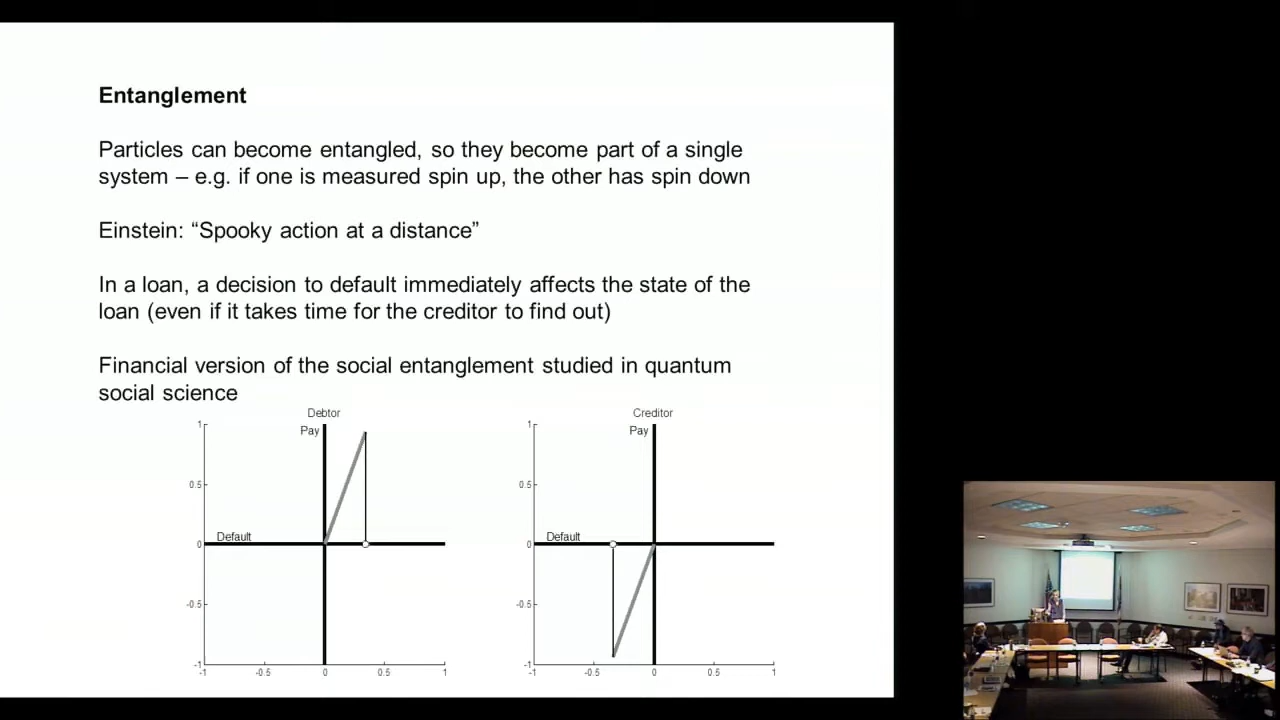 Entanglement
Particles can become entangled, so they become part of a single
system – e.g. if one is measured spin up, the other has spin down
Einstein: “Spooky action at a distance”
In a loan, a decision to default immediately affects the state of the
loan (even if it takes time for the creditor to find out)
Financial version of the social entanglement studied in quantum
social science
Debtor
Pay
1
0.5
Default
0
-0.5
-1
-1 -0.5 0 0.5 1
Creditor
Pay
1
0.5
Default
0
-0.5
-1
-1 -0.5 0 0.5 1